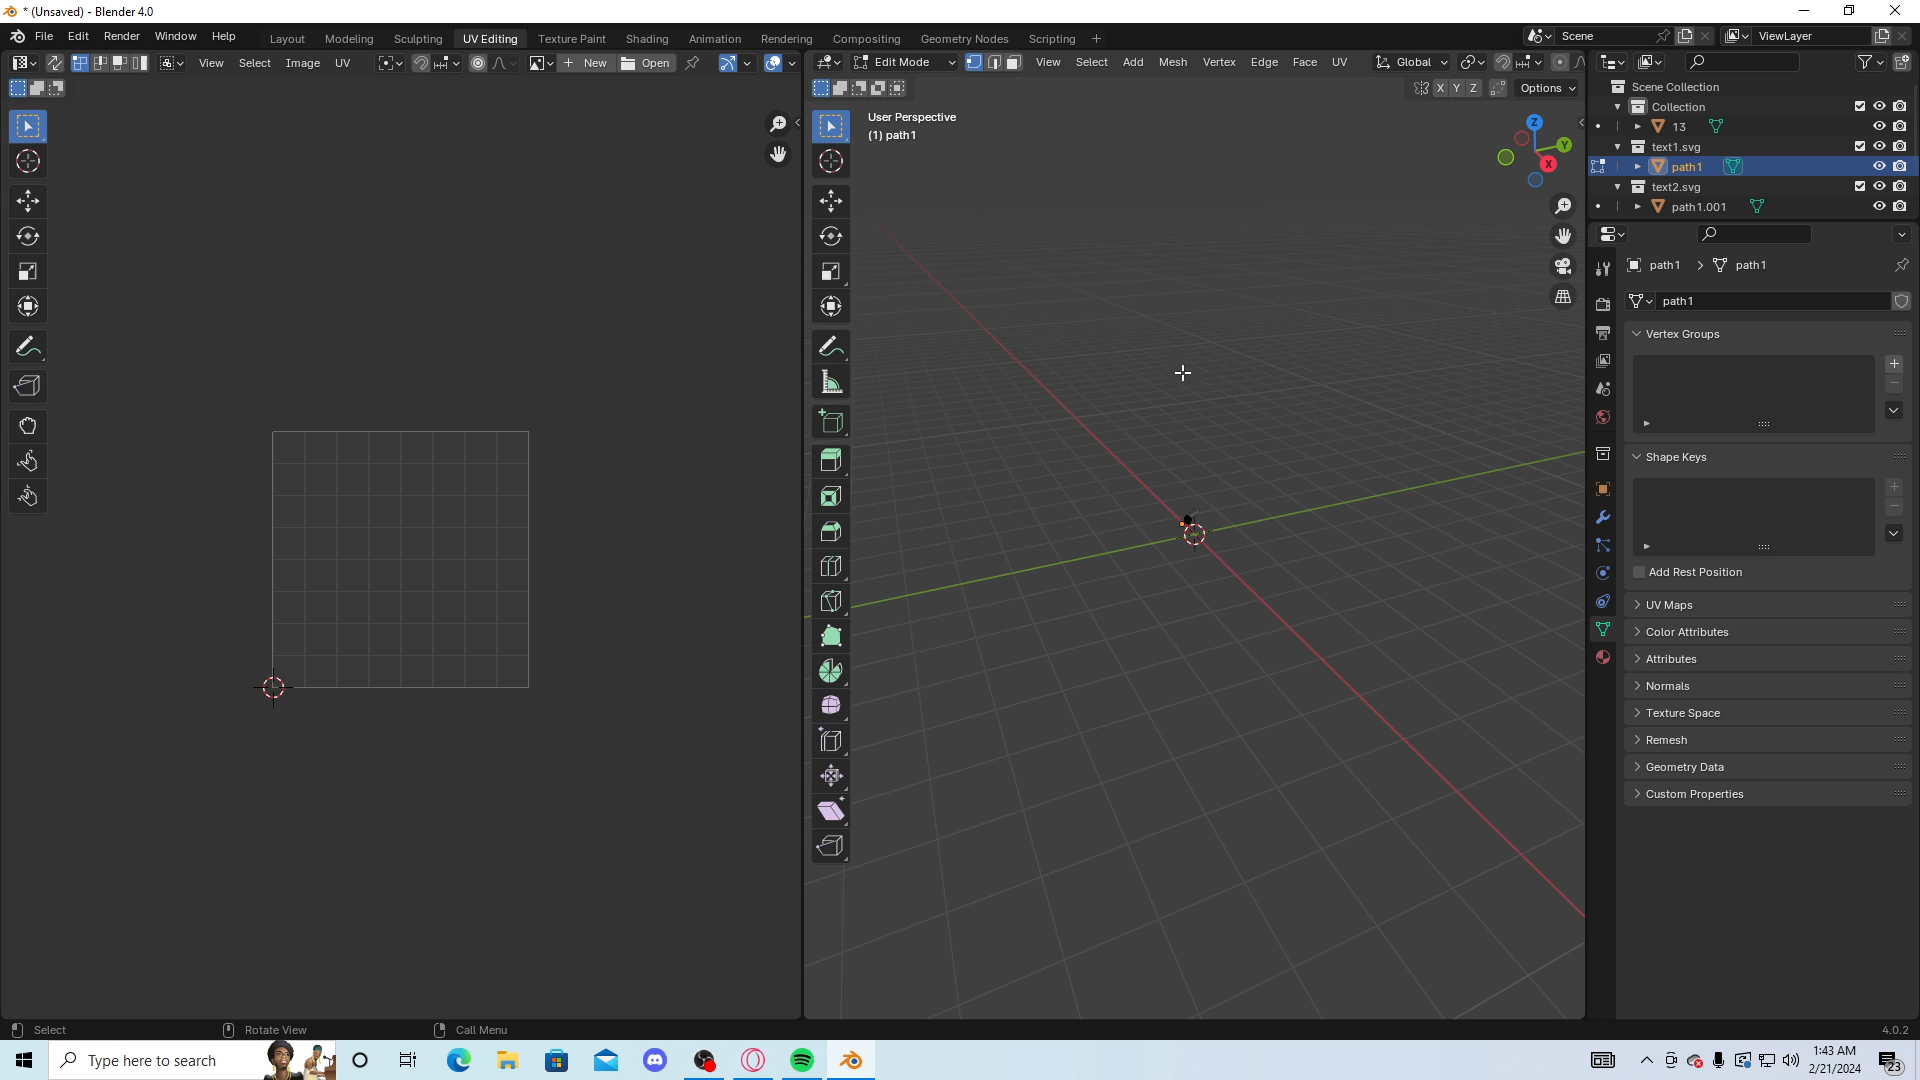 * (Unsaved) - Blender 4.0
File Edit Render Window Help Layout Modeling Sculpting UV Editing Texture Paint Shading Animation Rendering Compositing Geometry Nodes Scripting + Scene ViewLayer
View Select Image UV New Open Edit Mode View Select Add Mesh Vertex Edge Face UV Global
X Y Z Options
Scene Collection
Collection
13
text1.svg
path1
text2.svg
path1.001
User Perspective
(1) path1
Z
Y
X
path1 > path1
path1
Vertex Groups
Shape Keys
Add Rest Position
UV Maps
Color Attributes
Attributes
Normals
Texture Space
Remesh
Geometry Data
Custom Properties
Select Rotate View Call Menu 4.0.2
Type here to search
1:43 AM
2/21/2024
23